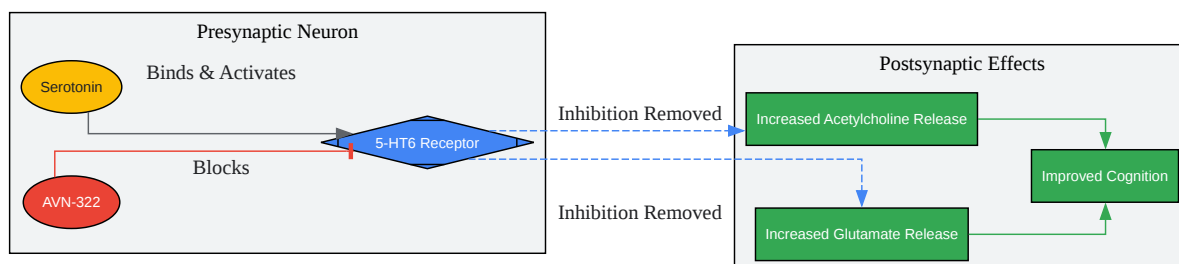 Presynaptic Neuron
Serotonin
Binds & Activates
5-HT6 Receptor
Blocks
AVN-322
Inhibition Removed
Inhibition Removed
Postsynaptic Effects
Increased Acetylcholine Release
Improved Cognition
Increased Glutamate Release